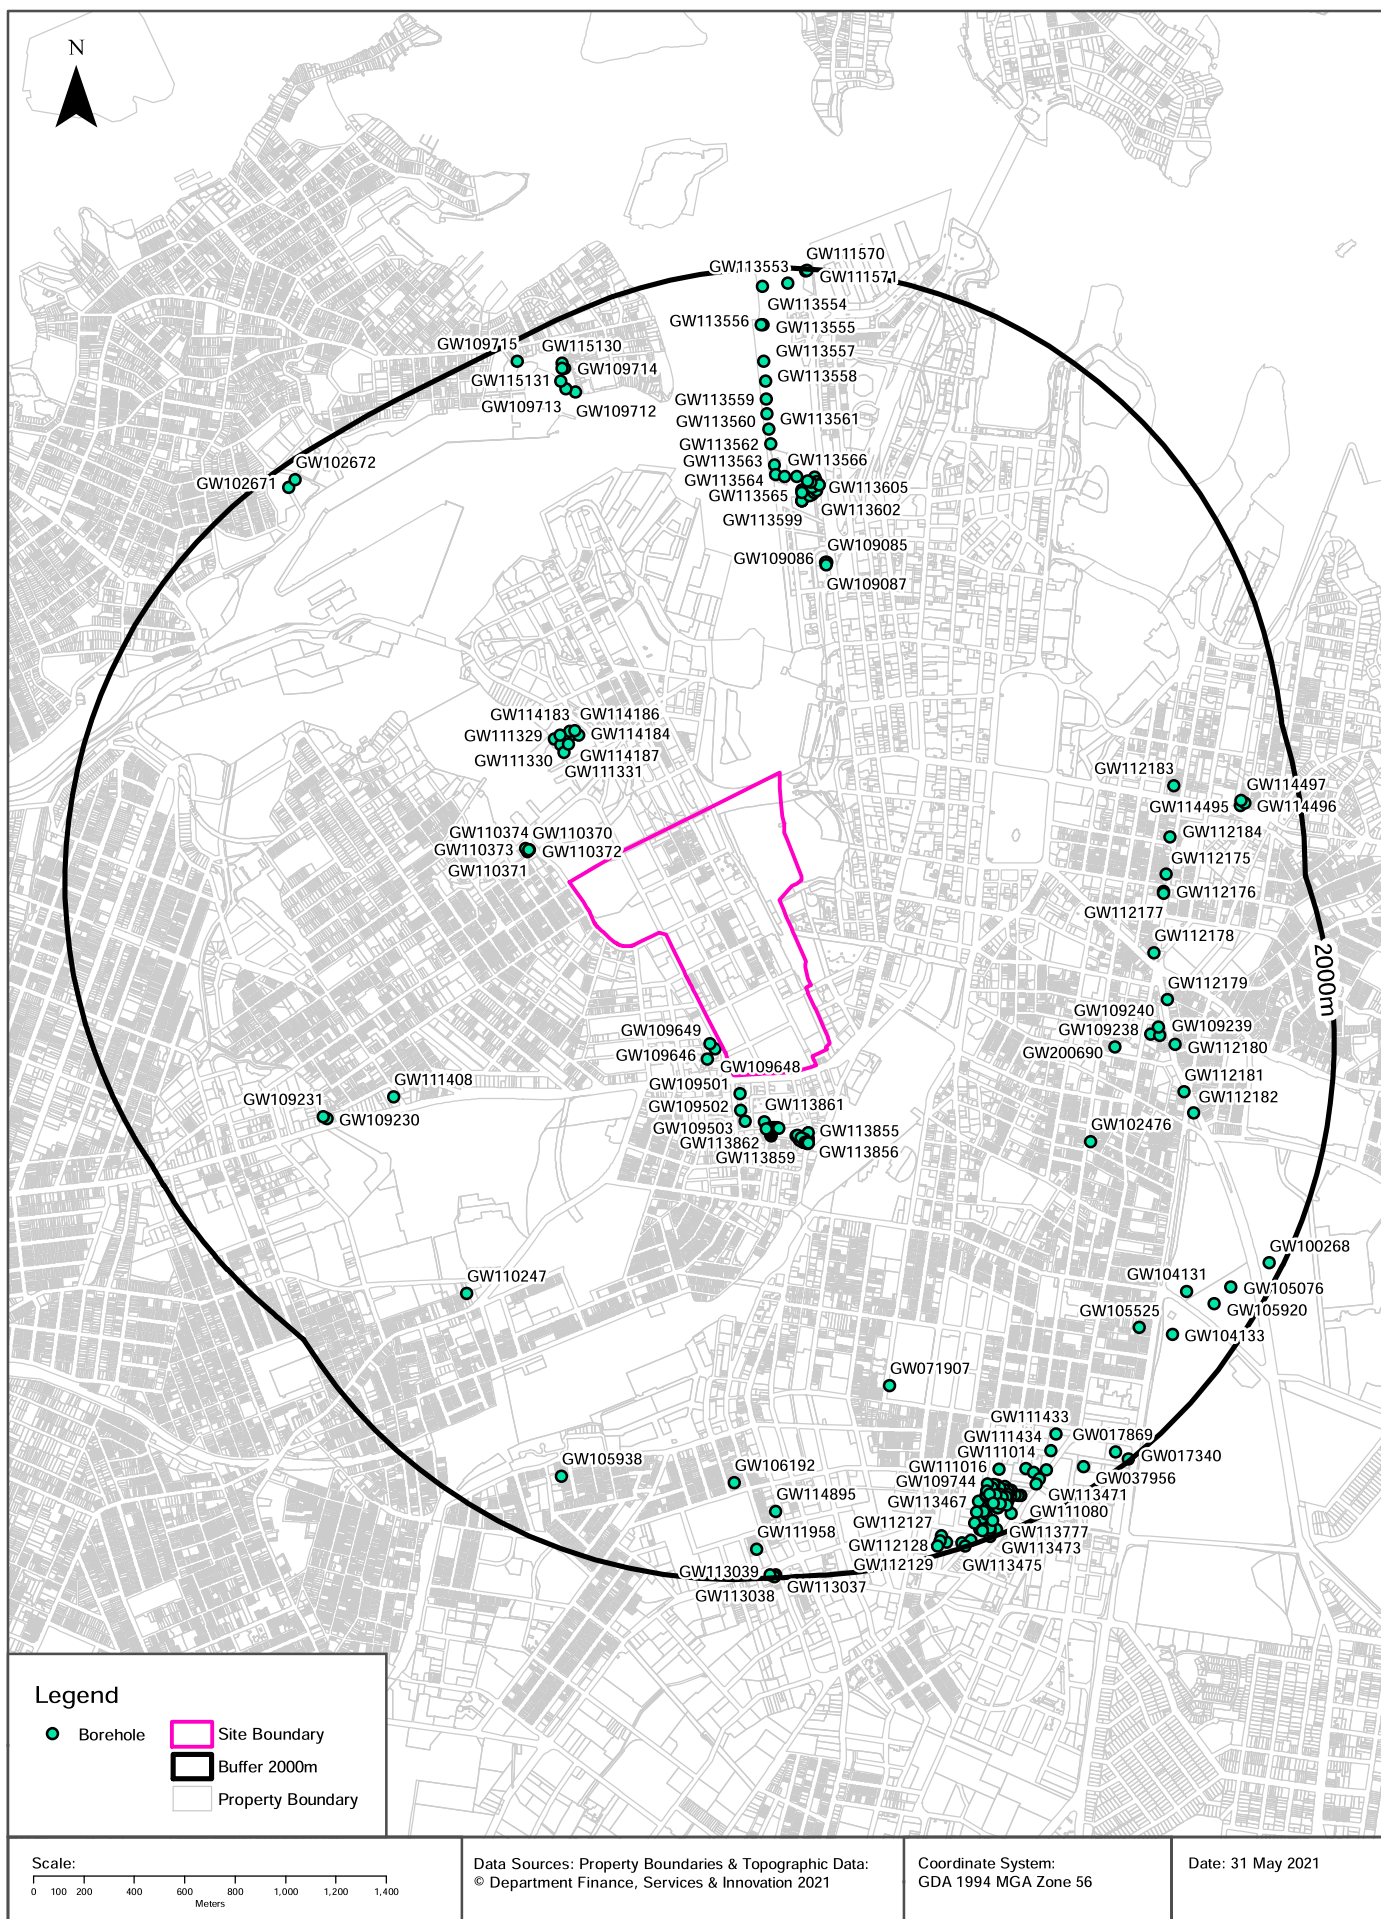 N
GW111570
GW113553
GW111571
GW113554
GW113556
GW113555
GW109715
GW115130
GW113557
GW109714
GW115131
GW113558
GW109713
GW109712
GW113559
GW113560
GW113561
GW113562
GW102672
GW113563
GW113566
GW102671
GW113564
GW113605
GW113565
GW113602
GW113599
GW109085
GW109086
GW109087
GW114183
GW114186
GW111329
GW114184
GW111330
GW114187
GW111331
GW112183
GW114497
GW114495
GW114496
GW110374
GW110370
GW112184
GW110373
GW110372
GW110371
GW112175
GW112176
GW112177
GW112178
2000m
GW112179
GW109240
GW109649
GW109238
GW109239
GW109646
GW200690
GW112180
GW109648
GW111408
GW109501
GW112181
GW109231
GW109502
GW113861
GW112182
GW109230
GW109503
GW113855
GW102476
GW113862
GW113856
GW113859
GW100268
GW110247
GW104131
GW105076
GW105525
GW105920
GW104133
GW071907
GW111433
GW111434
GW017869
GW111014
GW017340
GW105938
GW106192
GW111016
GW037956
GW109744
GW113471
GW114895
GW113467
GW111080
GW112127
GW113777
GW111958
GW112128
GW113473
GW113039
GW112129
GW113475
GW113038
GW113037
Legend
Borehole
Site Boundary
Buffer 2000m
Property Boundary
Scale:
0 100 200 400 600 800 1,000 1,200 1,400
Meters
Data Sources: Property Boundaries & Topographic Data:
© Department Finance, Services & Innovation 2021
Coordinate System:
GDA 1994 MGA Zone 56
Date: 31 May 2021